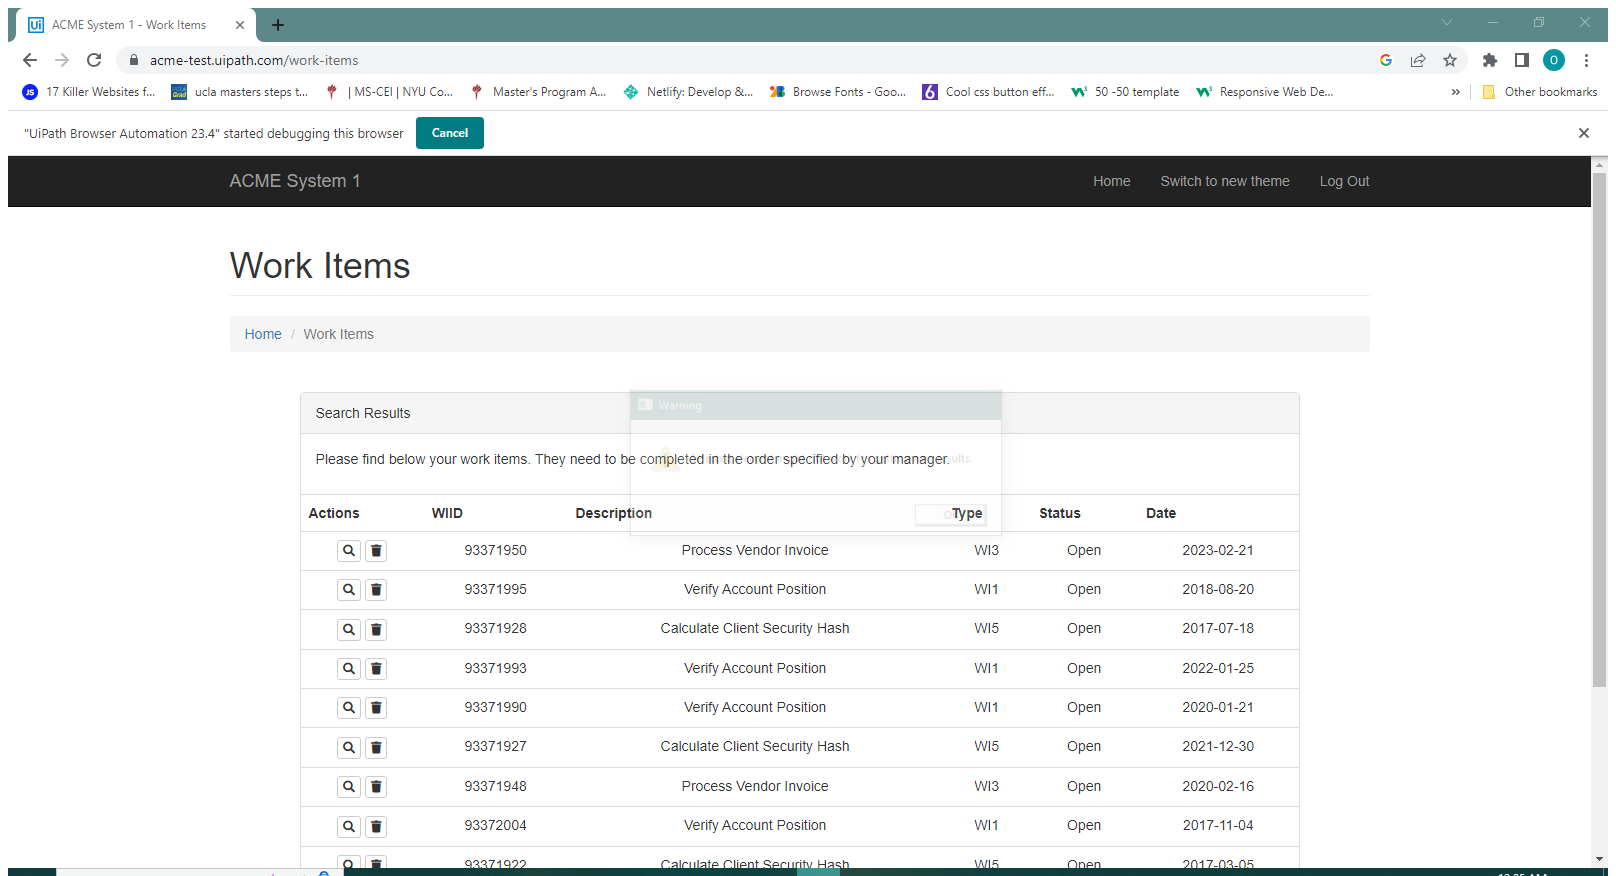 ACME System 1 - Work Items
acme-test.uipath.com/work-items
O
17 Killer Websites f... ucla masters steps t... | MS-CEI | NYU Co... Master's Program A... Netlify: Develop &... Browse Fonts - Goo... Cool css button eff... 50 -50 template Responsive Web De... » Other bookmarks
"UiPath Browser Automation 23.4" started debugging this browser Cancel
ACME System 1 Home Switch to new theme Log Out
Work Items
Home / Work Items
Warning
Search Results
Please find below your work items. They need to be completed in the order specified by your manager.
Actions WIID Description Type Status Date
93371950 Process Vendor Invoice WI3 Open 2023-02-21
93371995 Verify Account Position WI1 Open 2018-08-20
93371928 Calculate Client Security Hash WI5 Open 2017-07-18
93371993 Verify Account Position WI1 Open 2022-01-25
93371990 Verify Account Position WI1 Open 2020-01-21
93371927 Calculate Client Security Hash WI5 Open 2021-12-30
93371948 Process Vendor Invoice WI3 Open 2020-02-16
93372004 Verify Account Position WI1 Open 2017-11-04
93371922 Calculate Client Security Hash WI5 Open 2017-03-05